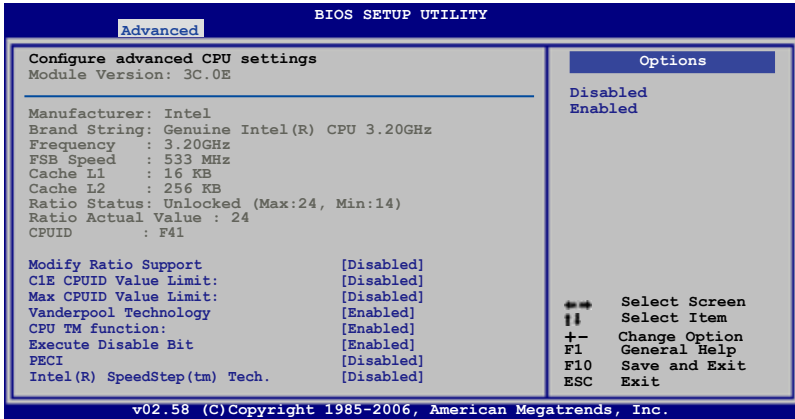 BIOS SETUP UTILITY
Advanced
Configure advanced CPU settings
Module Version: 3C.0E
Manufacturer: Intel
Brand String: Genuine Intel(R) CPU 3.20GHz
Frequency : 3.20GHz
FSB Speed : 533 MHz
Cache L1 : 16 KB
Cache L2 : 256 KB
Ratio Status: Unlocked (Max:24, Min:14)
Ratio Actual Value : 24
CPUID : F41
Modify Ratio Support [Disabled]
C1E CPUID Value Limit: [Disabled]
Max CPUID Value Limit: [Disabled]
Vanderpool Technology [Enabled]
CPU TM function: [Enabled]
Execute Disable Bit [Enabled]
PECI [Disabled]
Intel(R) SpeedStep(tm) Tech. [Disabled]
Options
Disabled
Enabled
←→ Select Screen
↑↓ Select Item
+- Change Option
F1 General Help
F10 Save and Exit
ESC Exit
v02.58 (C)Copyright 1985-2006, American Megatrends, Inc.